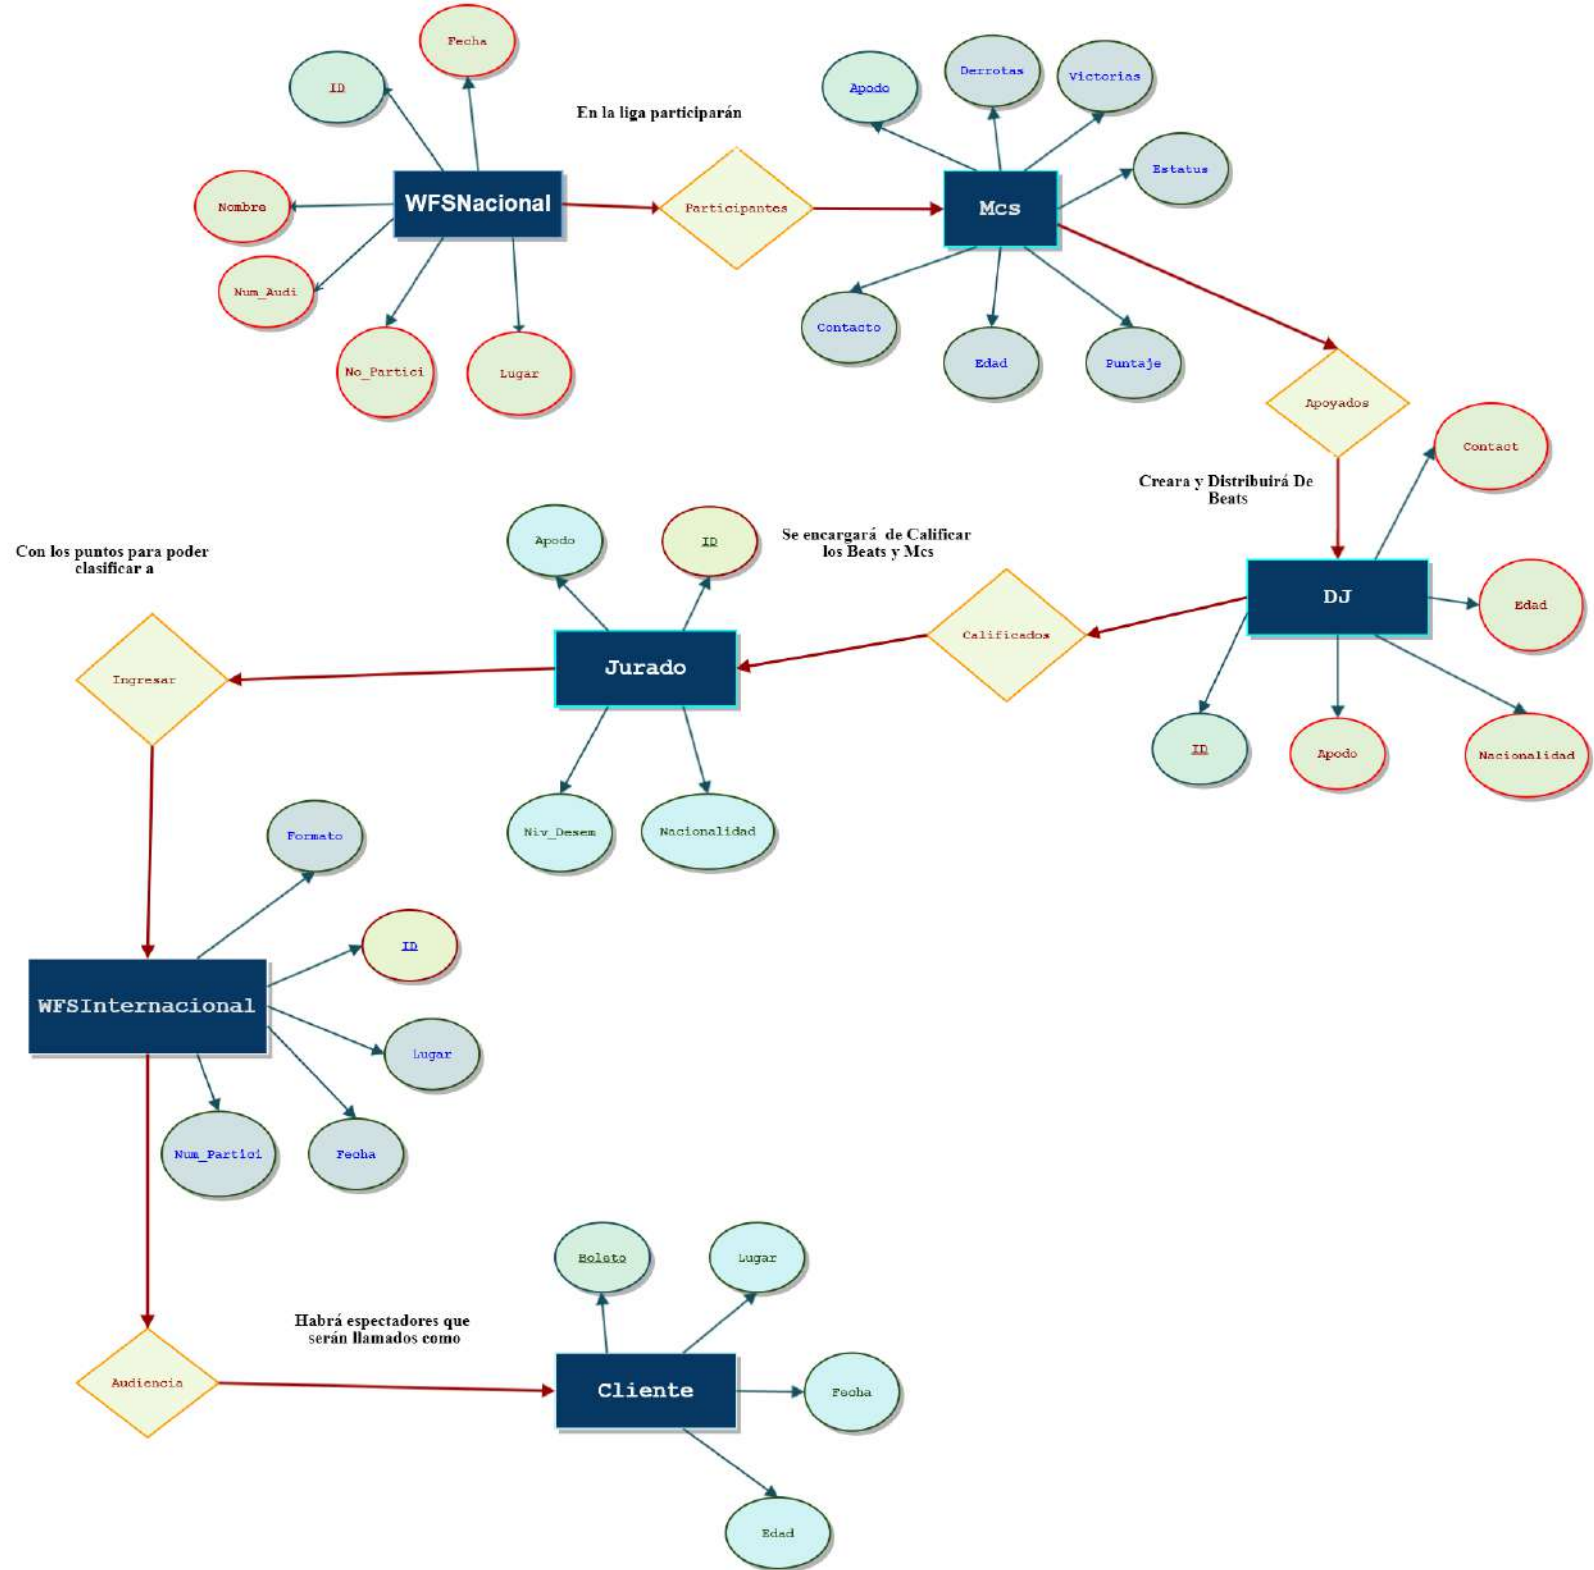 Fecha
ID
En la liga participarán
Nombre
WFSNacional
Num_Audi
No_Partici
Lugar
Participantes
Apodo
Derrotas
Victorias
Estatus
Mcs
Contacto
Edad
Puntaje
Apoyados
Creara y Distribuirá De
Beats
Contact
DJ
Edad
ID
Apodo
Nacionalidad
Se encargará de Calificar
los Beats y Mcs
Calificados
Apodo
ID
Jurado
Niv_Desem
Nacionalidad
Con los puntos para poder
clasificar a
Ingresar
Formato
ID
WFSInternacional
Lugar
Num_Partici
Fecha
Audiencia
Habrá espectadores que
serán llamados como
Boleto
Lugar
Cliente
Fecha
Edad